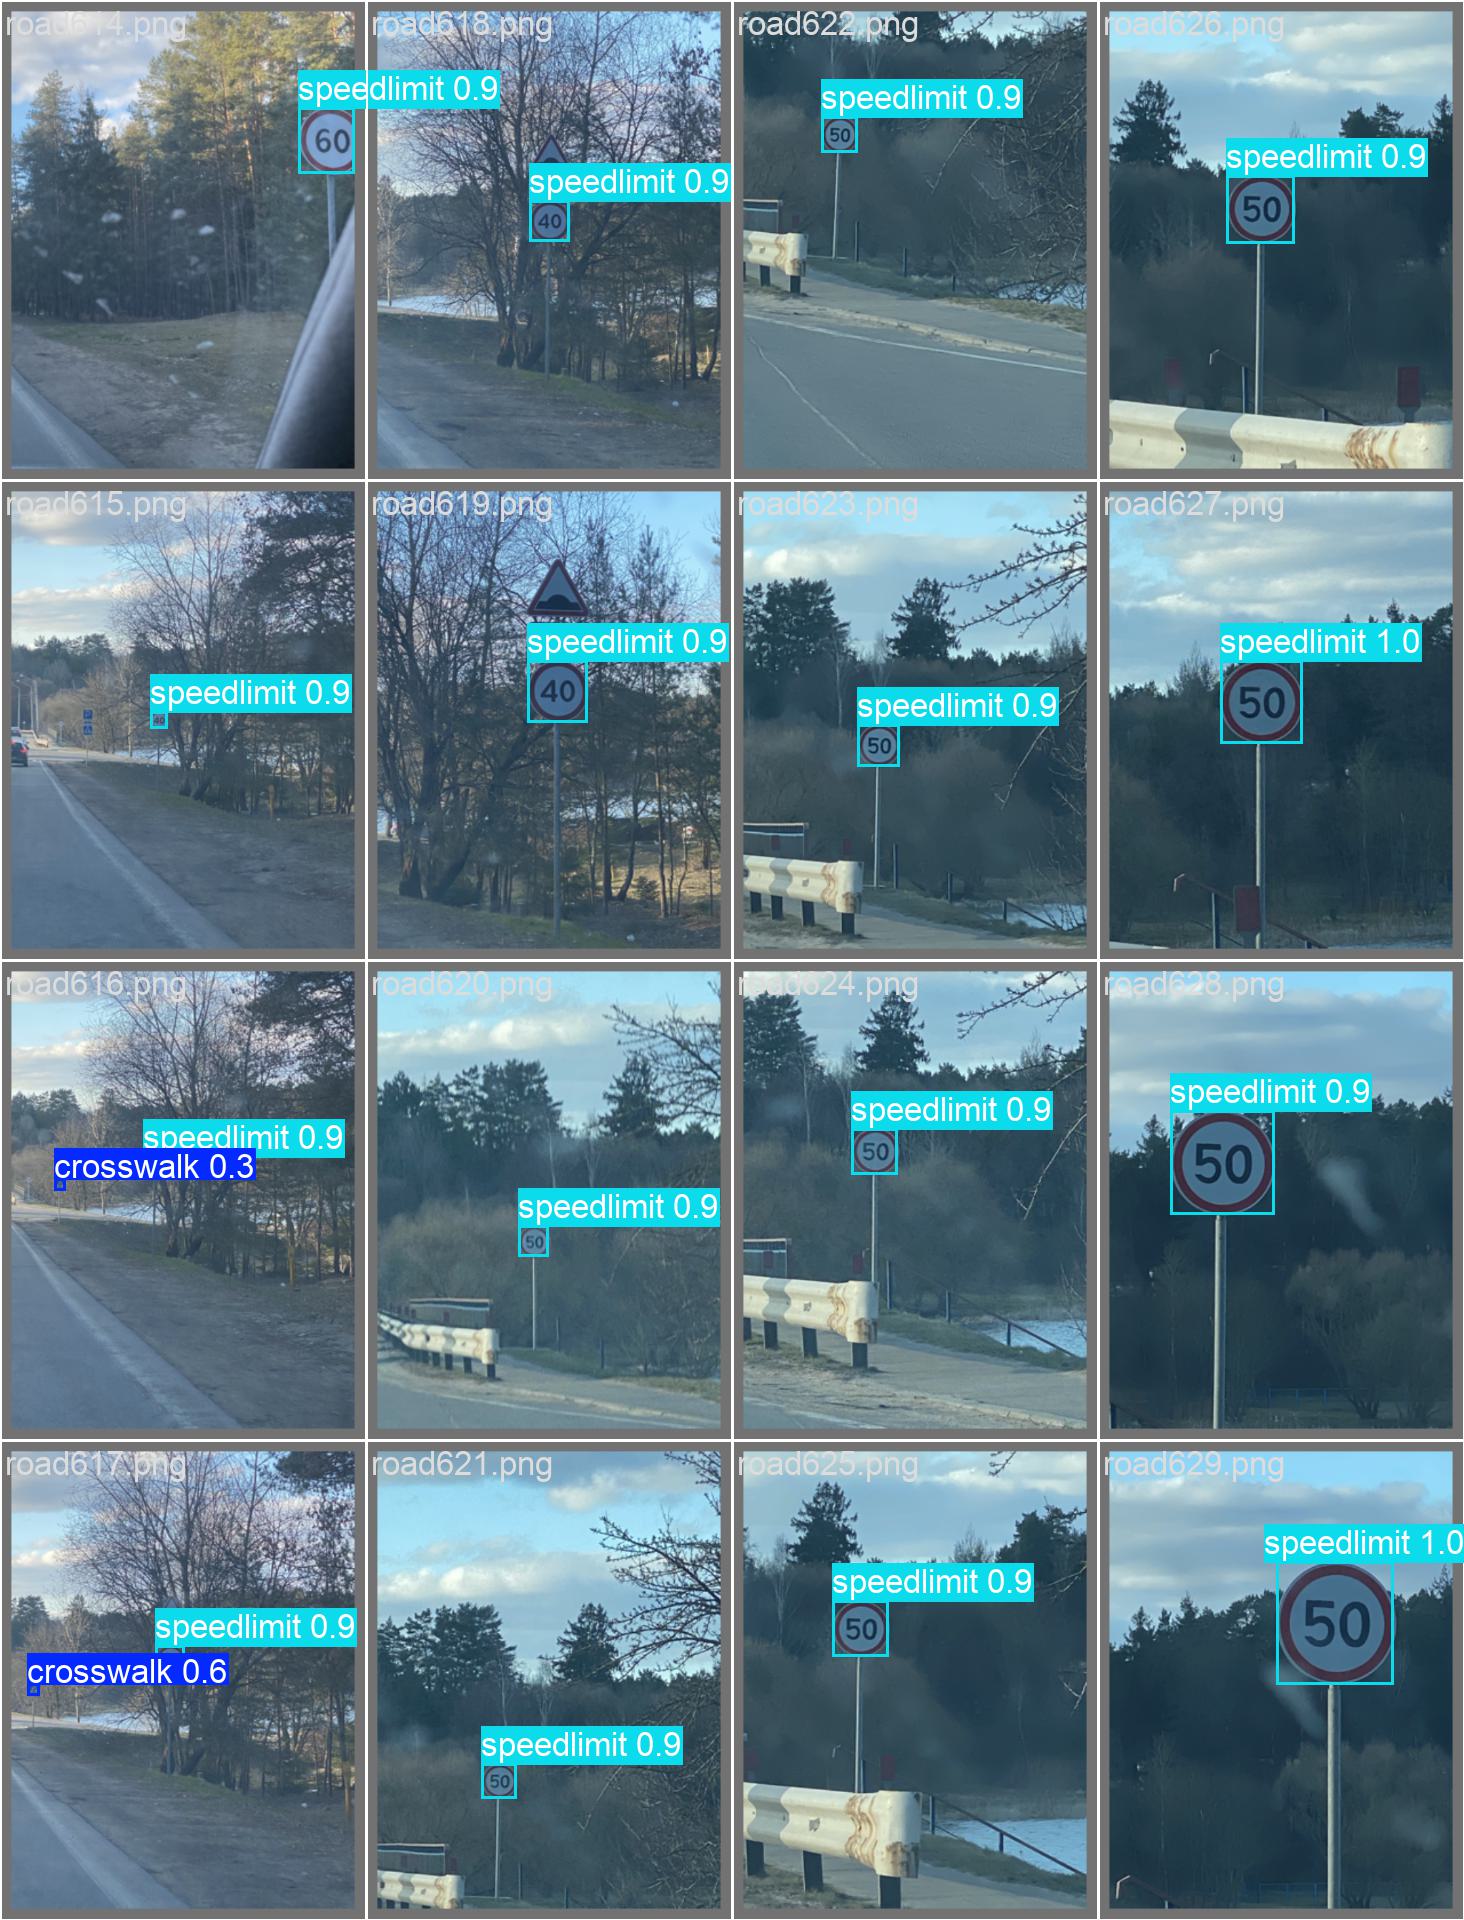 road614.png
speedlimit 0.9
60
road618.png
speedlimit 0.9
40
road622.png
speedlimit 0.9
50
road626.png
speedlimit 0.9
50
road615.png
speedlimit 0.9
40
road619.png
speedlimit 0.9
40
road623.png
speedlimit 0.9
50
road627.png
speedlimit 1.0
50
road616.png
speedlimit 0.9
crosswalk 0.3
road620.png
speedlimit 0.9
50
road624.png
speedlimit 0.9
50
road628.png
speedlimit 0.9
50
road617.png
speedlimit 0.9
crosswalk 0.6
road621.png
speedlimit 0.9
50
road625.png
speedlimit 0.9
50
road629.png
speedlimit 1.0
50